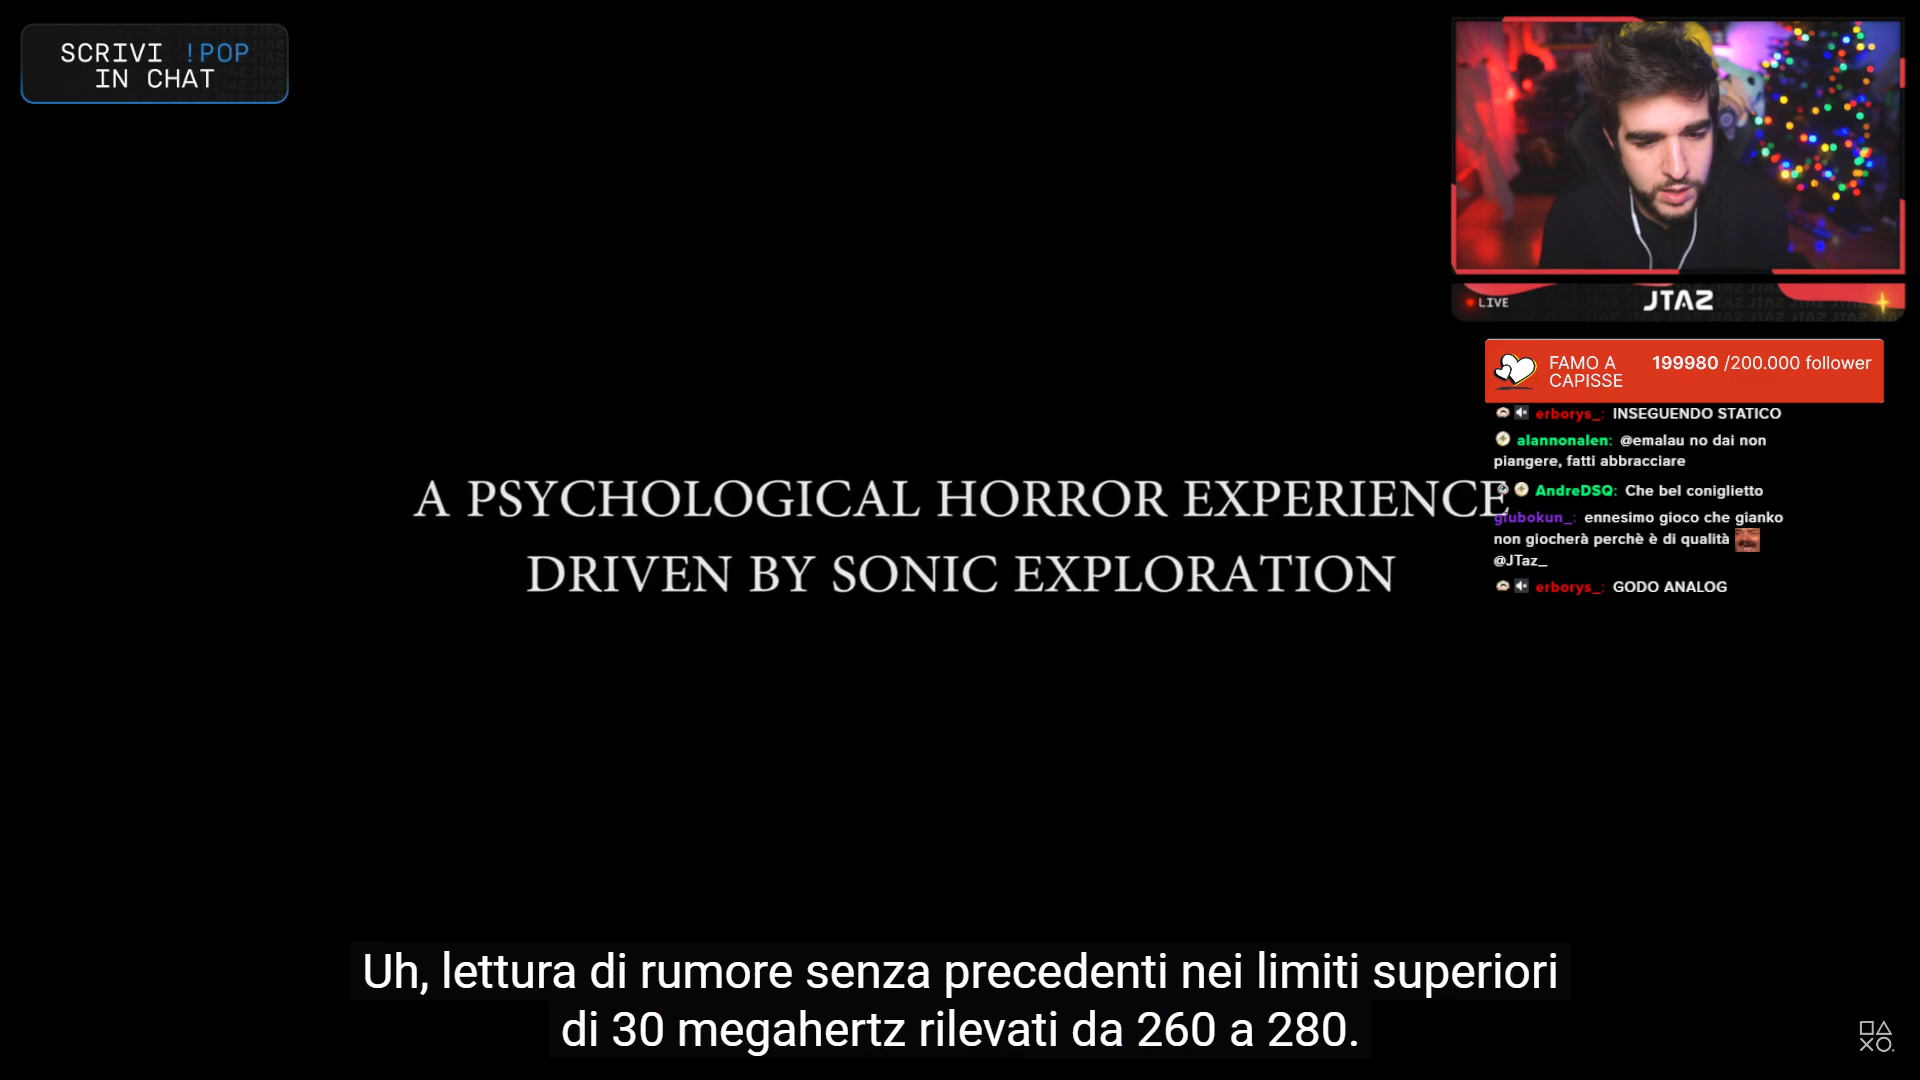 SCRIVI !POP
IN CHAT
LIVE
JTAZ
FAMO A
CAPISSE
199980 /200.000 follower
erborys_: INSEGUENDO STATICO
alannonalen: @emalau no dai non
piangere, fatti abbracciare
AndreDSQ: Che bel coniglietto
giubokun_: ennesimo gioco che gianko
non giocherà perchè è di qualità
@JTaz_
erborys_: GODO ANALOG
A PSYCHOLOGICAL HORROR EXPERIENCE
DRIVEN BY SONIC EXPLORATION
Uh, lettura di rumore senza precedenti nei limiti superiori
di 30 megahertz rilevati da 260 a 280.